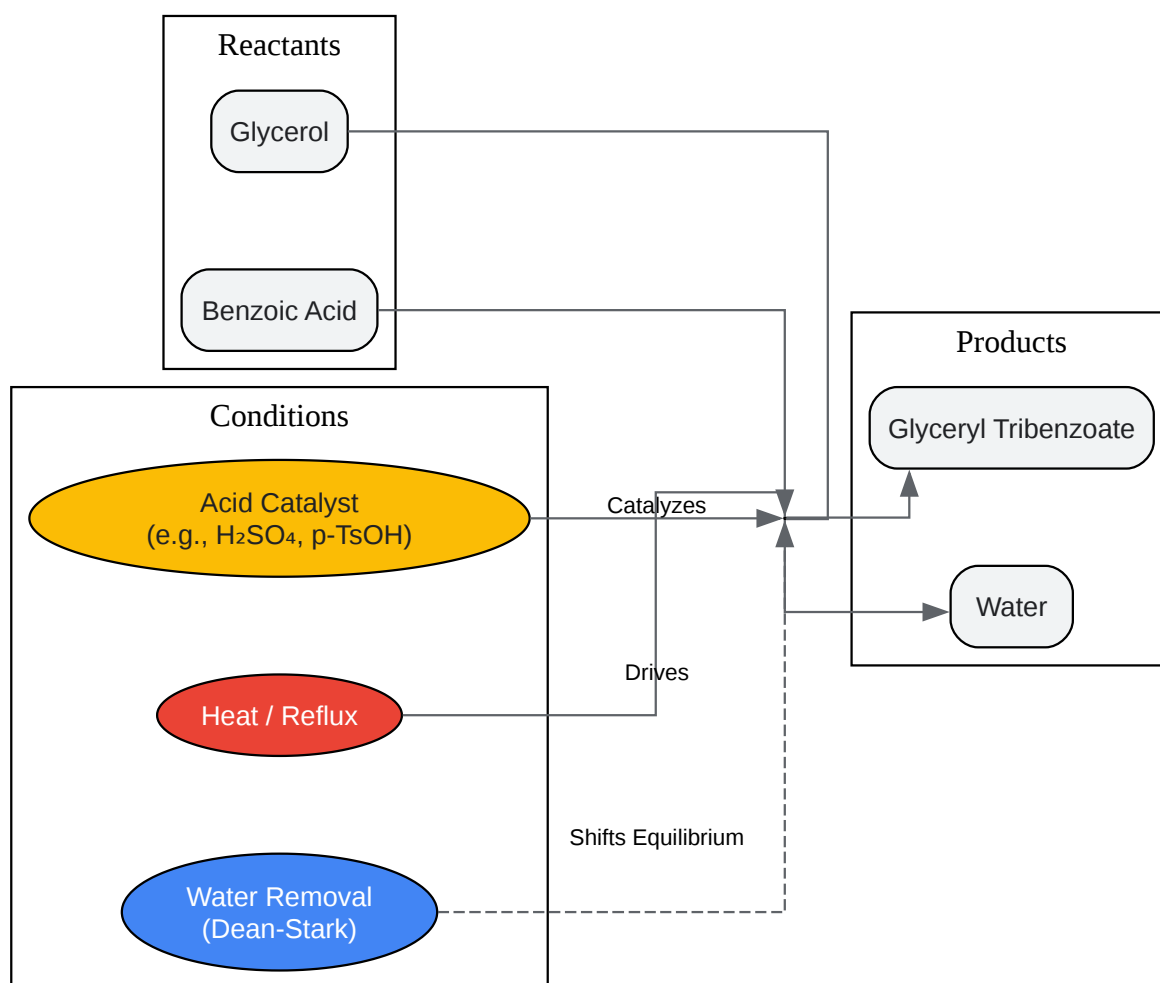 Reactants
Glycerol
Benzoic Acid
Products
Glyceryl Tribenzoate
Water
Conditions
Acid Catalyst
(e.g., H₂SO₄, p-TsOH)
Catalyzes
Heat / Reflux
Drives
Water Removal
(Dean-Stark)
Shifts Equilibrium